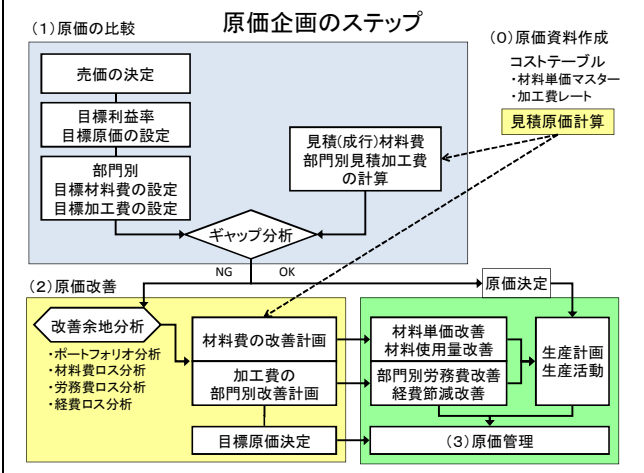 原価企画のステップ
(1)原価の比較
売価の決定
目標利益率
目標原価の設定
部門別
目標材料費の設定
目標加工費の設定
見積(成行)材料費
部門別見積加工費
の計算
ギャップ分析
(0)原価資料作成
コストテーブル
・材料単価マスター
・加工費レート
見積原価計算
NG
OK
(2)原価改善
改善余地分析
・ポートフォリオ分析
・材料費ロス分析
・労務費ロス分析
・経費ロス分析
材料費の改善計画
加工費の
部門別改善計画
目標原価決定
原価決定
材料単価改善
材料使用量改善
部門別労務費改善
経費節減改善
生産計画
生産活動
(3)原価管理